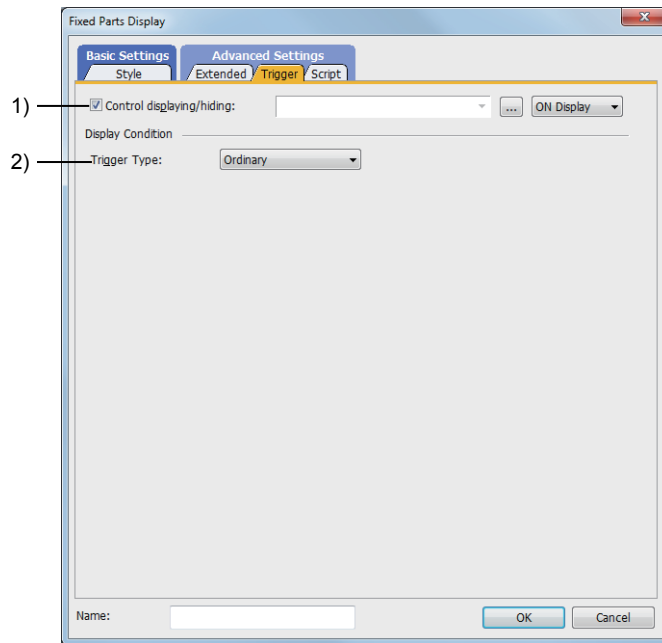 Fixed Parts Display
Basic Settings Advanced Settings
Style Extended Trigger Script
1) Control displaying/hiding: ... ON Display
Display Condition
2) Trigger Type: Ordinary
Name: OK Cancel